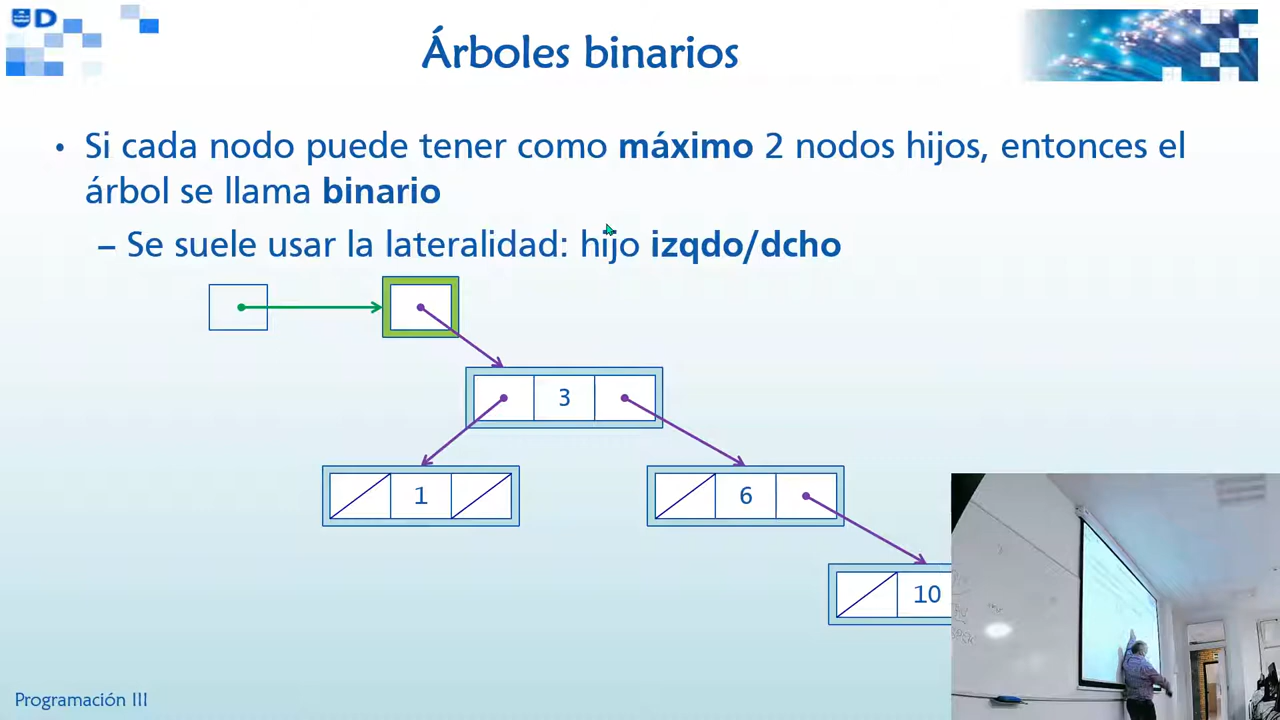 D
Árboles binarios
• Si cada nodo puede tener como máximo 2 nodos hijos, entonces el
árbol se llama binario
– Se suele usar la lateralidad: hijo izqdo/dcho
3
1
6
10
Programación III